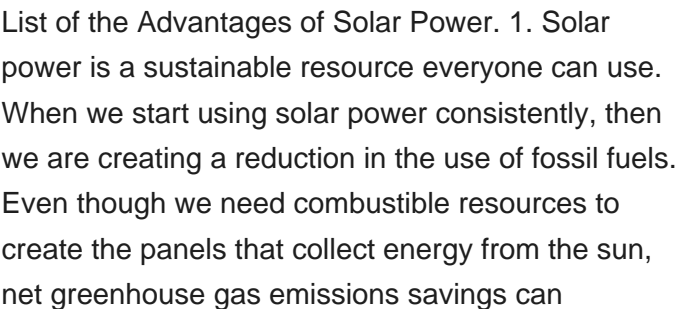 List of the Advantages of Solar Power. 1. Solar
power is a sustainable resource everyone can use.
When we start using solar power consistently, then
we are creating a reduction in the use of fossil fuels.
Even though we need combustible resources to
create the panels that collect energy from the sun,
net greenhouse gas emissions savings can